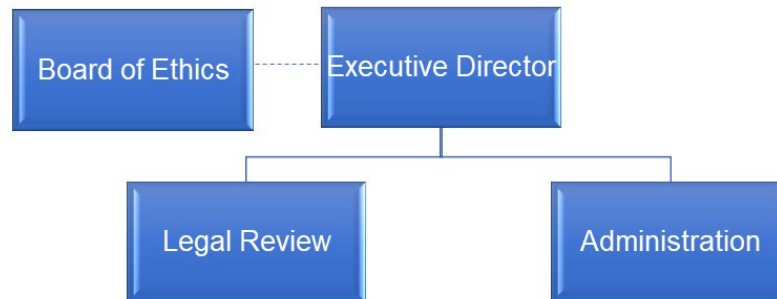 Board of Ethics
Executive Director
Legal Review
Administration